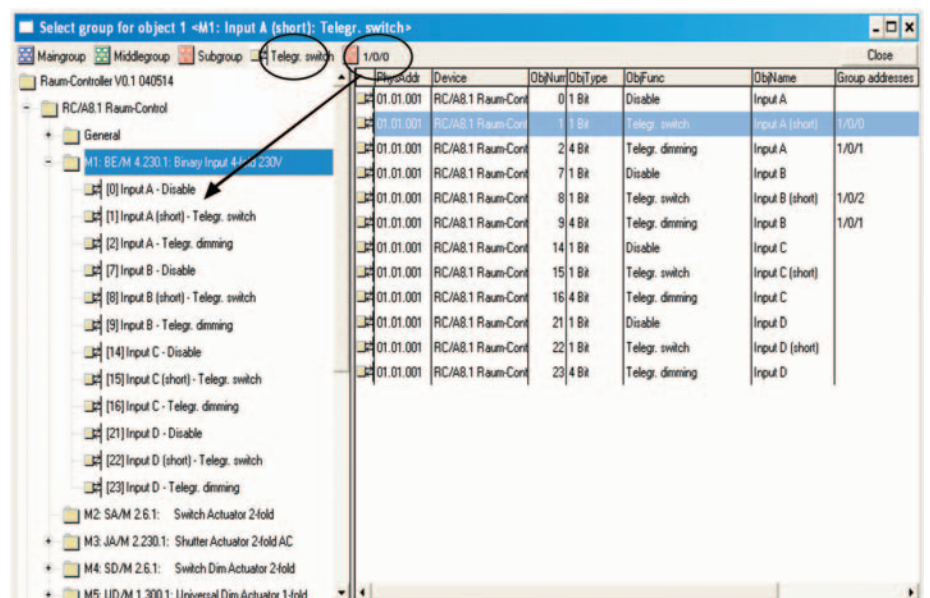 Select group for object 1 <M1: Input A (short): Telegr. switch>
Maingroup Middlegroup Subgroup Telegr. switch 1/0/0 Close
Raum-Controller V0.1 040514
RC/A8.1 Raum-Control
General
M1: BE/M 4.230.1: Binary Input 4-fold 230V
[0] Input A - Disable
[1] Input A (short) - Telegr. switch
[2] Input A - Telegr. dimming
[7] Input B - Disable
[8] Input B (short) - Telegr. switch
[9] Input B - Telegr. dimming
[14] Input C - Disable
[15] Input C (short) - Telegr. switch
[16] Input C - Telegr. dimming
[21] Input D - Disable
[22] Input D (short) - Telegr. switch
[23] Input D - Telegr. dimming
M2: SA/M 2.6.1: Switch Actuator 2-fold
M3: JA/M 2.230.1: Shutter Actuator 2-fold AC
M4: SD/M 2.6.1: Switch Dim Actuator 2-fold
M5: UD/M 1.300.1: Universal Dim Actuator 1-fold
PhysAddr Device ObjNum ObjType ObjFunc ObjName Group addresses
01.01.001 RC/A8.1 Raum-Cont 0 1 Bit Disable Input A
01.01.001 RC/A8.1 Raum-Cont 1 1 Bit Telegr. switch Input A (short) 1/0/0
01.01.001 RC/A8.1 Raum-Cont 2 4 Bit Telegr. dimming Input A 1/0/1
01.01.001 RC/A8.1 Raum-Cont 7 1 Bit Disable Input B
01.01.001 RC/A8.1 Raum-Cont 8 1 Bit Telegr. switch Input B (short) 1/0/2
01.01.001 RC/A8.1 Raum-Cont 9 4 Bit Telegr. dimming Input B 1/0/1
01.01.001 RC/A8.1 Raum-Cont 14 1 Bit Disable Input C
01.01.001 RC/A8.1 Raum-Cont 15 1 Bit Telegr. switch Input C (short)
01.01.001 RC/A8.1 Raum-Cont 16 4 Bit Telegr. dimming Input C
01.01.001 RC/A8.1 Raum-Cont 21 1 Bit Disable Input D
01.01.001 RC/A8.1 Raum-Cont 22 1 Bit Telegr. switch Input D (short)
01.01.001 RC/A8.1 Raum-Cont 23 4 Bit Telegr. dimming Input D